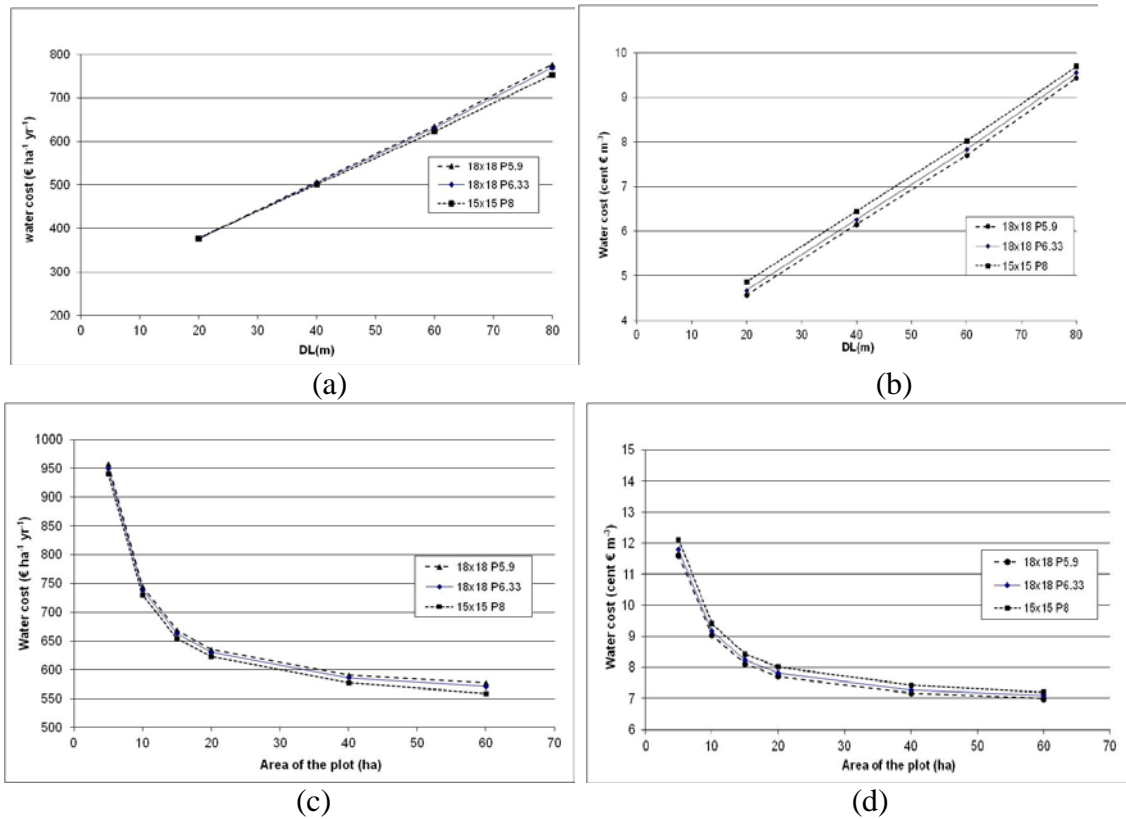 800
700
600
500
400
300
200
0 10 20 30 40 50 60 70 80
water cost (€ ha⁻¹ yr⁻¹)
DL(m)
18x18 P5.9
18x18 P6.33
15x15 P8
(a)
10
9
8
7
6
5
4
0 10 20 30 40 50 60 70 80
Water cost (cent € m⁻³)
DL(m)
18x18 P5.9
18x18 P6.33
15x15 P8
(b)
1000
950
900
850
800
750
700
650
600
550
500
0 10 20 30 40 50 60 70
Water cost (€ ha⁻¹ yr⁻¹)
Area of the plot (ha)
18x18 P5.9
18x18 P6.33
15x15 P8
(c)
15
14
13
12
11
10
9
8
7
6
0 10 20 30 40 50 60 70
Water cost (cent € m⁻³)
Area of the plot (ha)
18x18 P5.9
18x18 P6.33
15x15 P8
(d)